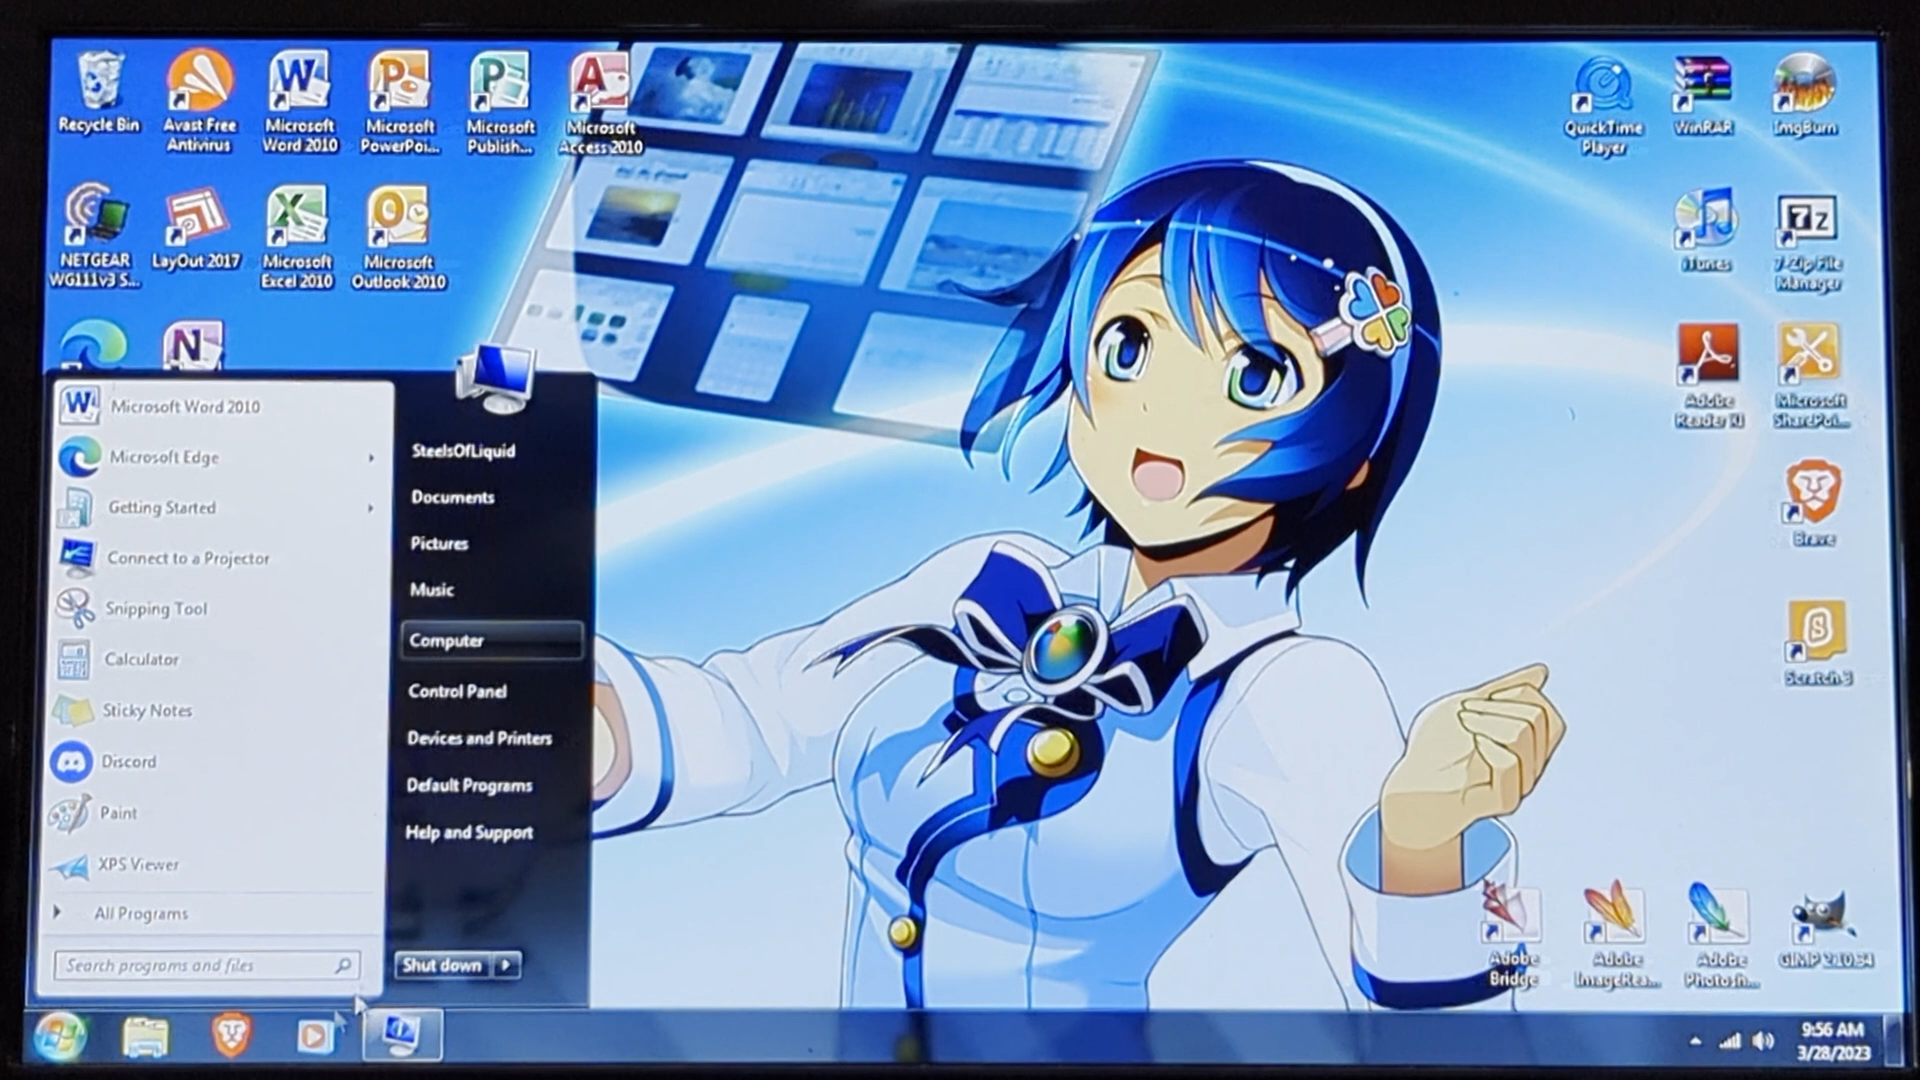 Recycle Bin
Avast Free
Antivirus
Microsoft
Word 2010
Microsoft
PowerPoi...
Microsoft
Publish...
Microsoft
Access 2010
QuickTime
Player
WinRAR
ImgBurn
NETGEAR
WG111v3 S...
LayOut 2017
Microsoft
Excel 2010
Microsoft
Outlook 2010
iTunes
7-Zip File
Manager
Adobe
Reader XI
Microsoft
SharePoi...
Brave
Scratch 3
Microsoft Word 2010
Microsoft Edge
Getting Started
Connect to a Projector
Snipping Tool
Calculator
Sticky Notes
Discord
Paint
XPS Viewer
All Programs
Search programs and files
SteelsOfLiquid
Documents
Pictures
Music
Computer
Control Panel
Devices and Printers
Default Programs
Help and Support
Shut down
Adobe
Bridge
Adobe
ImageRea...
Adobe
Photosh...
GIMP 2.10.34
9:56 AM
3/28/2023